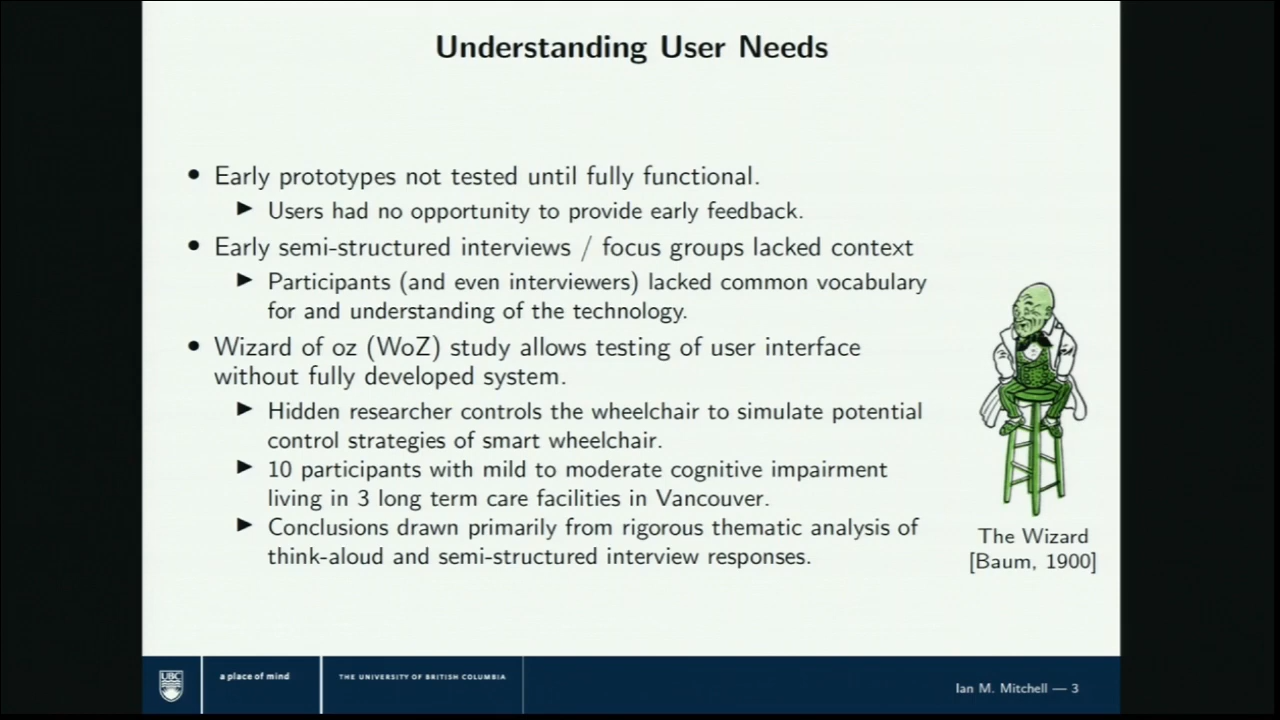 Understanding User Needs
• Early prototypes not tested until fully functional.
▶ Users had no opportunity to provide early feedback.
• Early semi-structured interviews / focus groups lacked context
▶ Participants (and even interviewers) lacked common vocabulary
for and understanding of the technology.
• Wizard of oz (WoZ) study allows testing of user interface
without fully developed system.
▶ Hidden researcher controls the wheelchair to simulate potential
control strategies of smart wheelchair.
▶ 10 participants with mild to moderate cognitive impairment
living in 3 long term care facilities in Vancouver.
▶ Conclusions drawn primarily from rigorous thematic analysis of
think-aloud and semi-structured interview responses.
The Wizard
[Baum, 1900]
UBC
a place of mind
THE UNIVERSITY OF BRITISH COLUMBIA
Ian M. Mitchell — 3